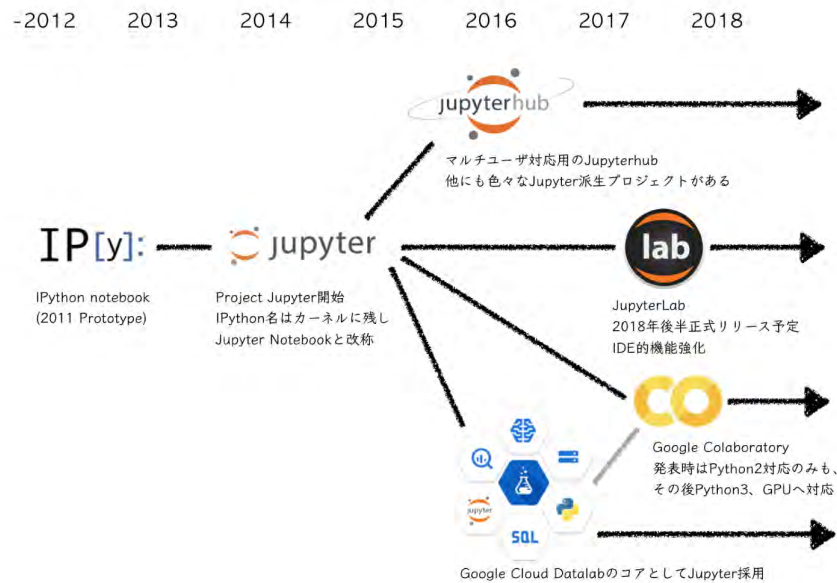 -2012 2013 2014 2015 2016 2017 2018
jupyterhub
マルチユーザ対応用のJupyterhub
他にも色々なJupyter派生プロジェクトがある
IP[y]:
jupyter
lab
IPython notebook
(2011 Prototype)
Project Jupyter開始
IPython名はカーネルに残し
Jupyter Notebookと改称
JupyterLab
2018年後半正式リリース予定
IDE的機能強化
CO
Google Colaboratory
発表時はPython2対応のみも、
その後Python3、GPUへ対応
jupyter
SQL
Google Cloud DatalabのコアとしてJupyter採用